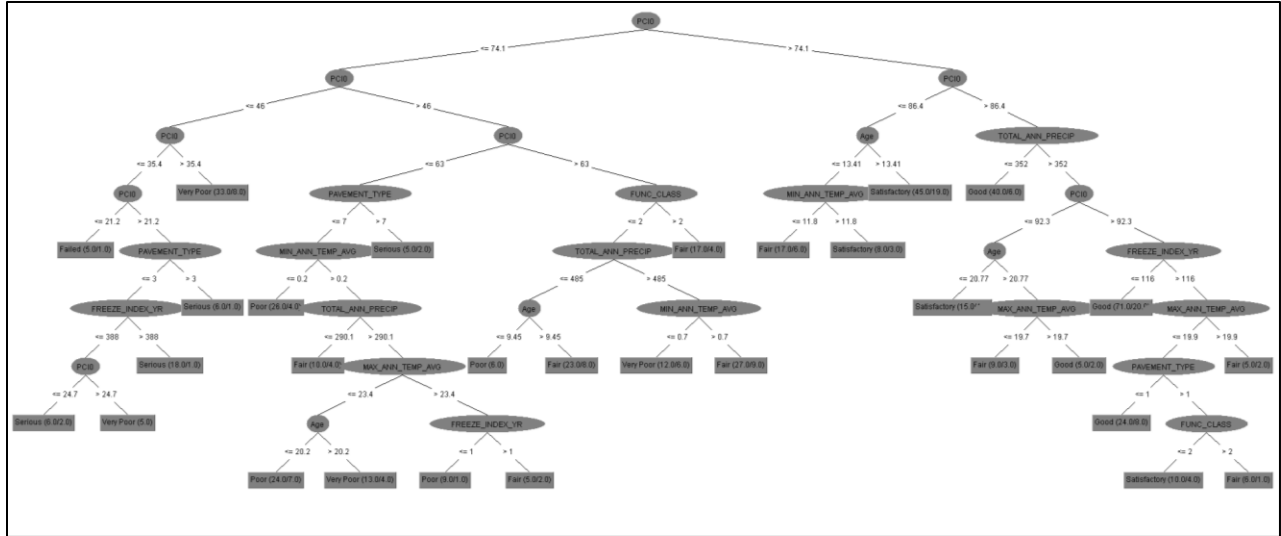 PCI0
<= 74.1 > 74.1
PCI0 PCI0
<= 46 > 46 <= 86.4 > 86.4
PCI0 PCI0 Age TOTAL_ANN_PRECIP
<= 35.4 > 35.4 <= 63 > 63 <= 13.41 > 13.41 <= 352 > 352
PCI0 Very Poor (33.0/8.0) PAVEMENT_TYPE FUNC_CLASS MIN_ANN_TEMP_AVG Satisfactory (45.0/19.0) Good (40.0/8.0) PCI0
<= 21.2 > 21.2 <= 7 > 7 <= 2 > 2 <= 11.8 > 11.8 <= 92.3 > 92.3
Failed (5.0/1.0) PAVEMENT_TYPE MIN_ANN_TEMP_AVG Serious (5.0/2.0) TOTAL_ANN_PRECIP Fair (17.0/4.0) Fair (17.0/6.0) Satisfactory (8.0/3.0) Age FREEZE_INDEX_YR
<= 3 > 3 <= 0.2 > 0.2 <= 485 > 485 <= 20.77 > 20.77 <= 116 > 116
FREEZE_INDEX_YR Serious (6.0/1.0) Poor (26.0/4.0) TOTAL_ANN_PRECIP Age MIN_ANN_TEMP_AVG Satisfactory (15.0/ MAX_ANN_TEMP_AVG Good (71.0/20. MAX_ANN_TEMP_AVG
<= 388 > 388 <= 290.1 > 290.1 <= 9.45 > 9.45 <= 0.7 > 0.7 <= 19.7 > 19.7 <= 19.9 > 19.9
PCI0 Serious (18.0/1.0) Fair (10.0/4.0) MAX_ANN_TEMP_AVG Poor (6.0) Fair (23.0/8.0) Very Poor (12.0/6.0) Fair (27.0/9.0) Fair (9.0/3.0) Good (5.0/2.0) PAVEMENT_TYPE Fair (5.0/2.0)
<= 24.7 > 24.7 <= 23.4 > 23.4 <= 1 > 1
Serious (6.0/2.0) Very Poor (5.0) Age FREEZE_INDEX_YR Good (24.0/8.0) FUNC_CLASS
<= 20.2 > 20.2 <= 1 > 1 <= 2 > 2
Poor (24.0/7.0) Very Poor (13.0/4.0) Poor (9.0/1.0) Fair (5.0/2.0) Satisfactory (10.0/4.0) Fair (6.0/1.0)